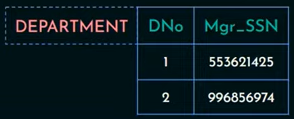 DEPARTMENT DNo Mgr_SSN
1 553621425
2 996856974